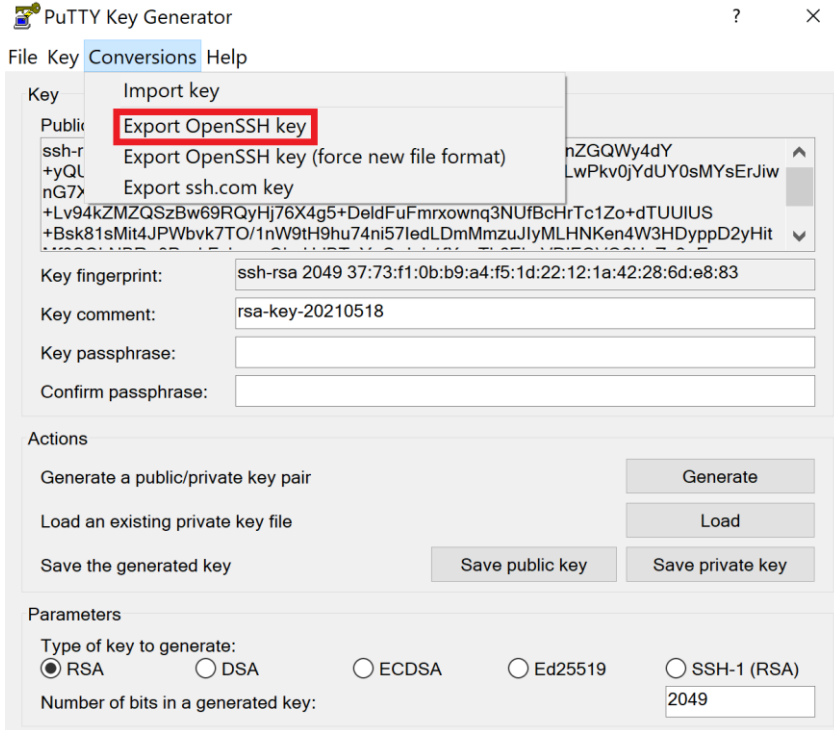 PuTTY Key Generator
? ×
File Key Conversions Help
Import key
Export OpenSSH key
Export OpenSSH key (force new file format)
Export ssh.com key
Key
Public
ssh-r nZGQWy4dY
+yQU LwPkv0jYdUY0sMYsErJiw
nG7X
+Lv94kZMZQSzBw69RQyHj76X4g5+DeldFuFmrxownq3NUfBcHrTc1Zo+dTUUlUS
+Bsk81sMit4JPWbvk7TO/1nW9tH9hu74ni57ledLDmMmzuJIyMLHNKen4W3HDyppD2yHit
Key fingerprint: ssh-rsa 2049 37:73:f1:0b:b9:a4:f5:1d:22:12:1a:42:28:6d:e8:83
Key comment: rsa-key-20210518
Key passphrase:
Confirm passphrase:
Actions
Generate a public/private key pair Generate
Load an existing private key file Load
Save the generated key Save public key Save private key
Parameters
Type of key to generate:
RSA DSA ECDSA Ed25519 SSH-1 (RSA)
Number of bits in a generated key: 2049